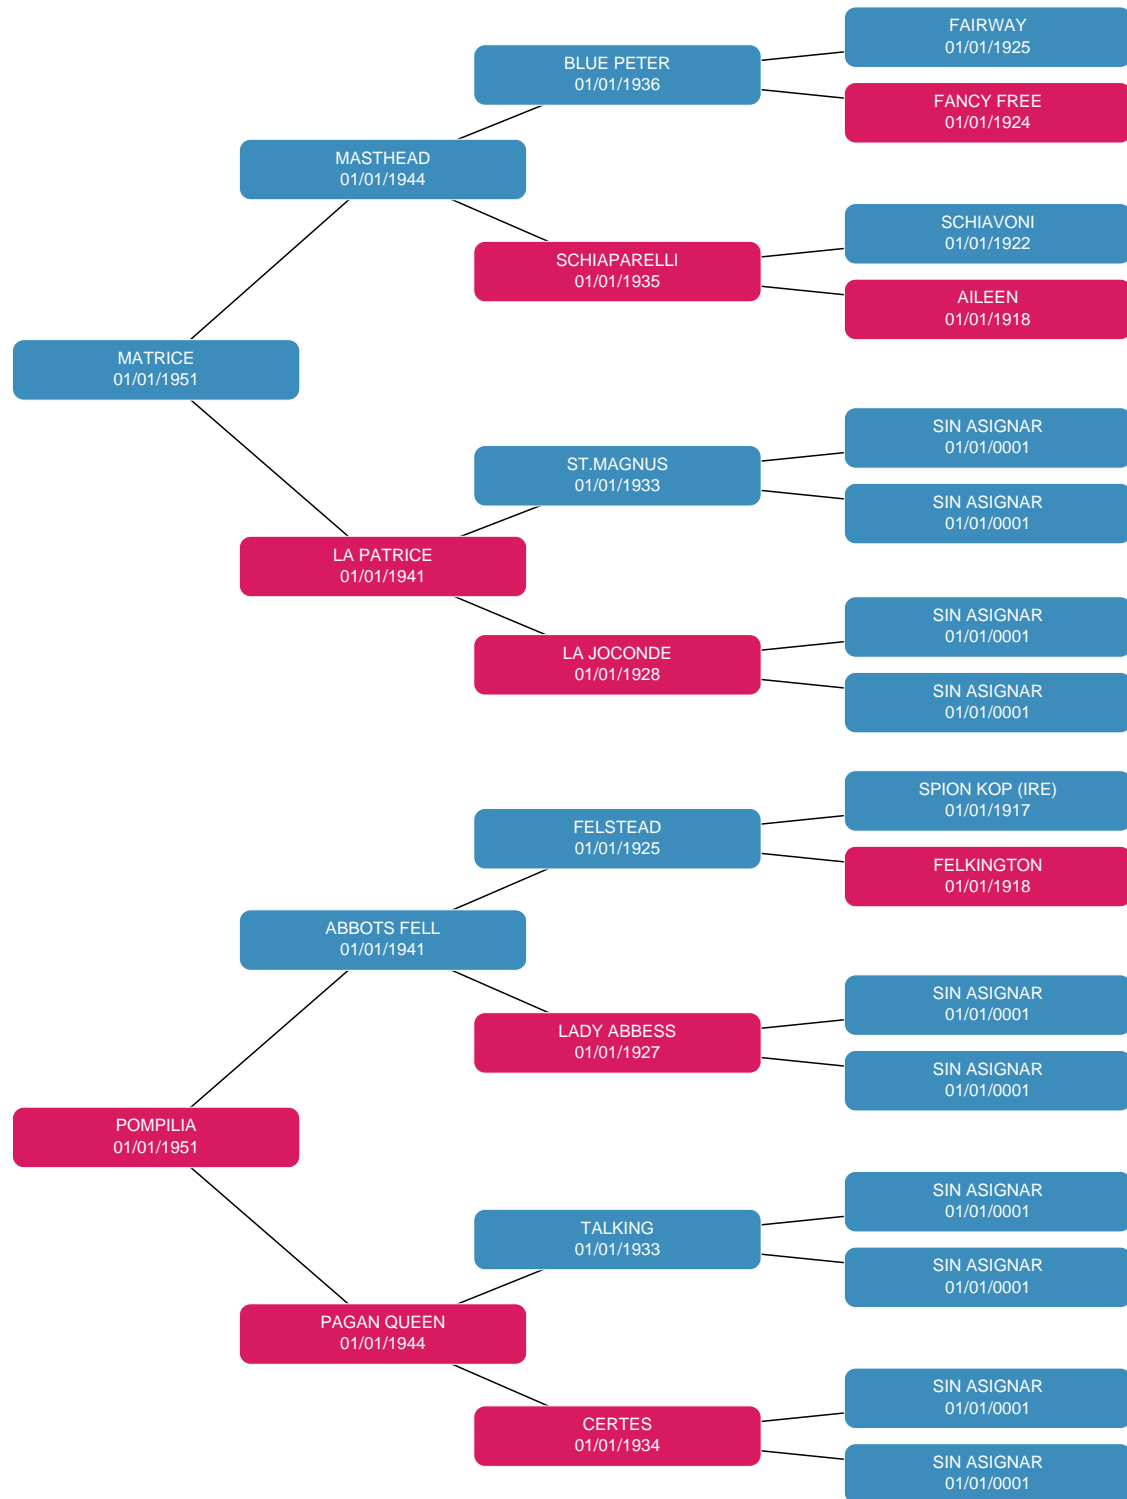 FAIRWAY
01/01/1925
BLUE PETER
01/01/1936
FANCY FREE
01/01/1924
MASTHEAD
01/01/1944
SCHIAVONI
01/01/1922
SCHIAPARELLI
01/01/1935
AILEEN
01/01/1918
MATRICE
01/01/1951
SIN ASIGNAR
01/01/0001
ST.MAGNUS
01/01/1933
SIN ASIGNAR
01/01/0001
LA PATRICE
01/01/1941
SIN ASIGNAR
01/01/0001
LA JOCONDE
01/01/1928
SIN ASIGNAR
01/01/0001
SPION KOP (IRE)
01/01/1917
FELSTEAD
01/01/1925
FELKINGTON
01/01/1918
ABBOTS FELL
01/01/1941
SIN ASIGNAR
01/01/0001
LADY ABBESS
01/01/1927
SIN ASIGNAR
01/01/0001
POMPILIA
01/01/1951
SIN ASIGNAR
01/01/0001
TALKING
01/01/1933
SIN ASIGNAR
01/01/0001
PAGAN QUEEN
01/01/1944
SIN ASIGNAR
01/01/0001
CERTES
01/01/1934
SIN ASIGNAR
01/01/0001